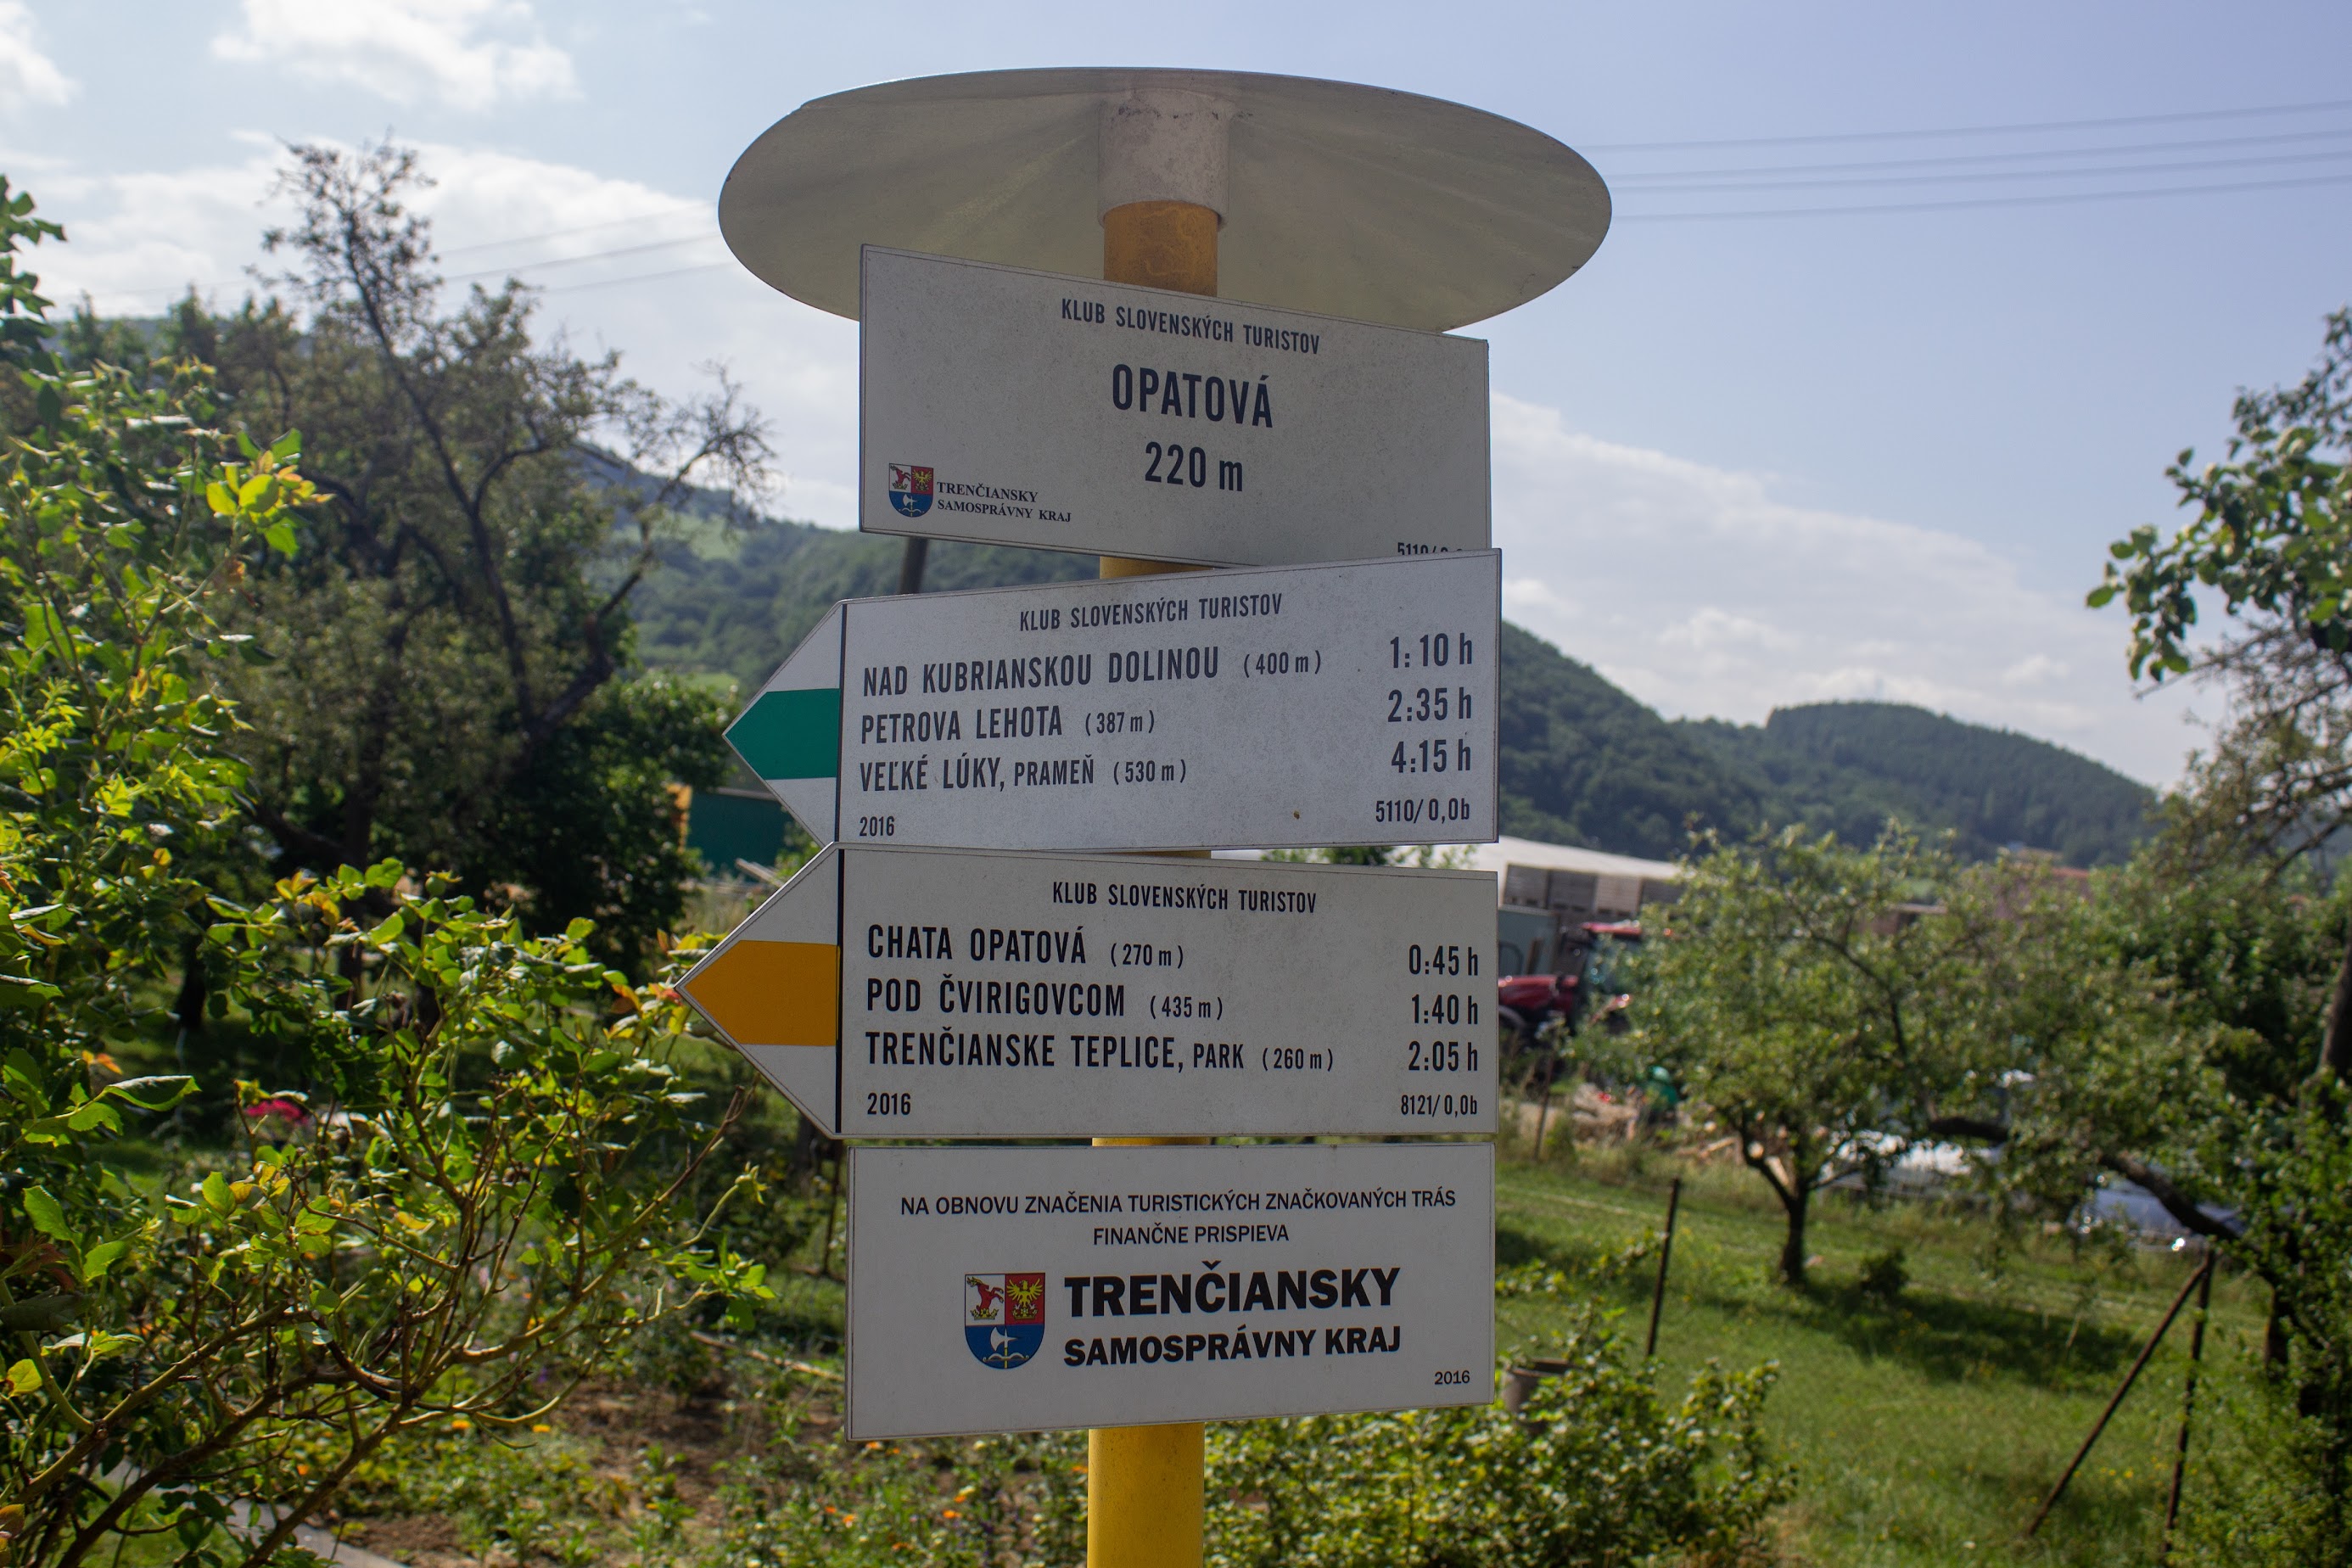 KLUB SLOVENSKÝCH TURISTOV
OPATOVÁ
220 m
TRENČIANSKY
SAMOSPRÁVNY KRAJ
KLUB SLOVENSKÝCH TURISTOV
NAD KUBRIANSKOU DOLINOU (400 m) 1:10 h
PETROVA LEHOTA (387 m) 2:35 h
VEĽKÉ LÚKY, PRAMEŇ (530 m) 4:15 h
2016 5110/0,0b
KLUB SLOVENSKÝCH TURISTOV
CHATA OPATOVÁ (270 m) 0:45 h
POD ČVIRIGOVCOM (435 m) 1:40 h
TRENČIANSKE TEPLICE, PARK (260 m) 2:05 h
2016 8121/0,0b
NA OBNOVU ZNAČENIA TURISTICKÝCH ZNAČKOVANÝCH TRÁS
FINANČNE PRISPIEVA
TRENČIANSKY
SAMOSPRÁVNY KRAJ
2016